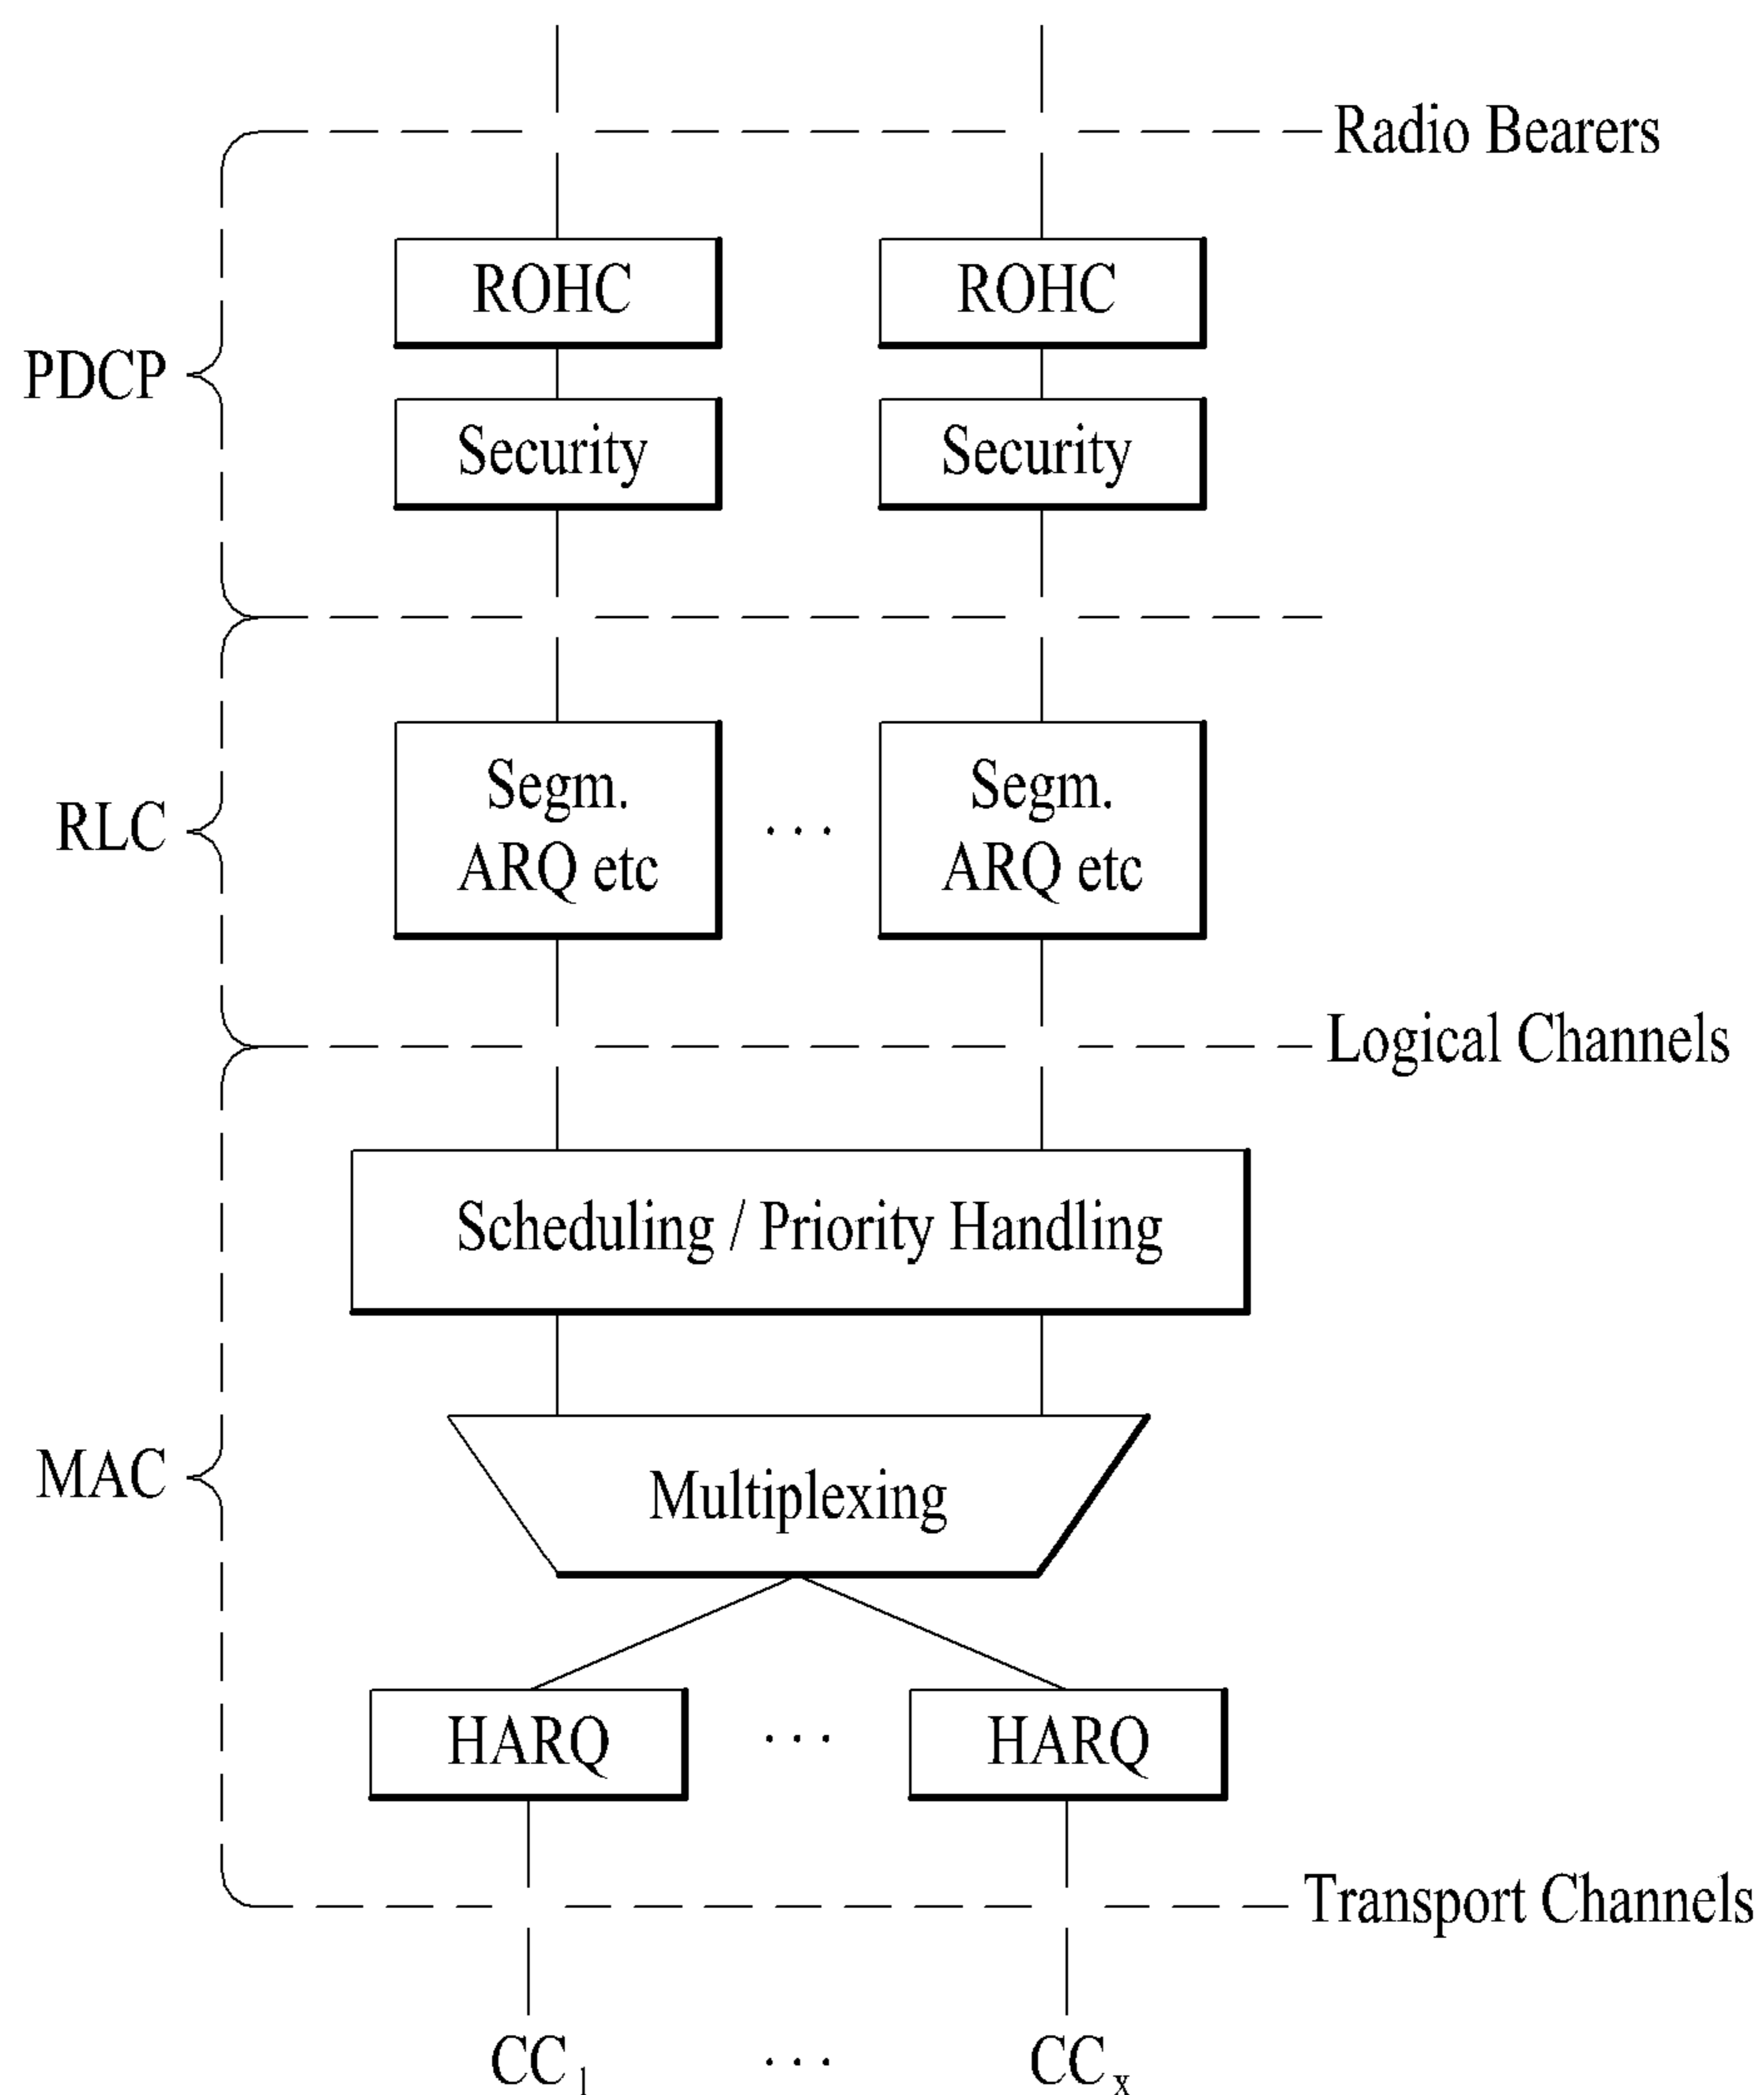 Radio Bearers
ROHC ROHC
PDCP
Security Security
Segm. Segm.
RLC ...
ARQ etc ARQ etc
Logical Channels
Scheduling / Priority Handling
MAC
Multiplexing
HARQ ... HARQ
Transport Channels
CC1 ... CCx